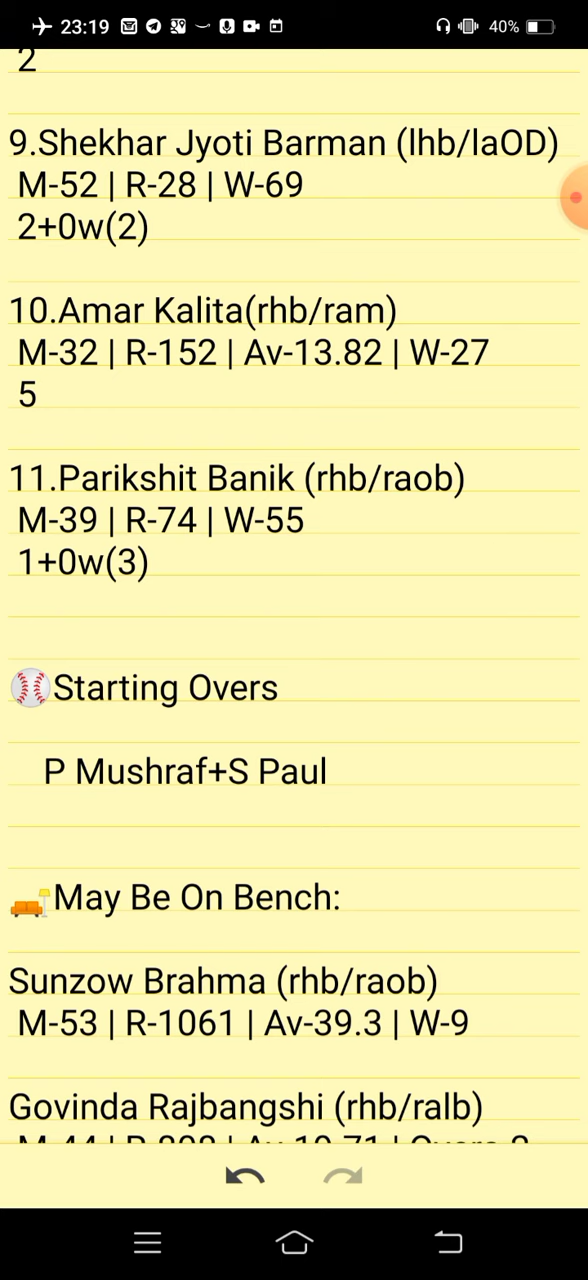 23:19
40%
2
9.Shekhar Jyoti Barman (lhb/laOD)
M-52 | R-28 | W-69
2+0w(2)
10.Amar Kalita(rhb/ram)
M-32 | R-152 | Av-13.82 | W-27
5
11.Parikshit Banik (rhb/raob)
M-39 | R-74 | W-55
1+0w(3)
Starting Overs
P Mushraf+S Paul
May Be On Bench:
Sunzow Brahma (rhb/raob)
M-53 | R-1061 | Av-39.3 | W-9
Govinda Rajbangshi (rhb/ralb)